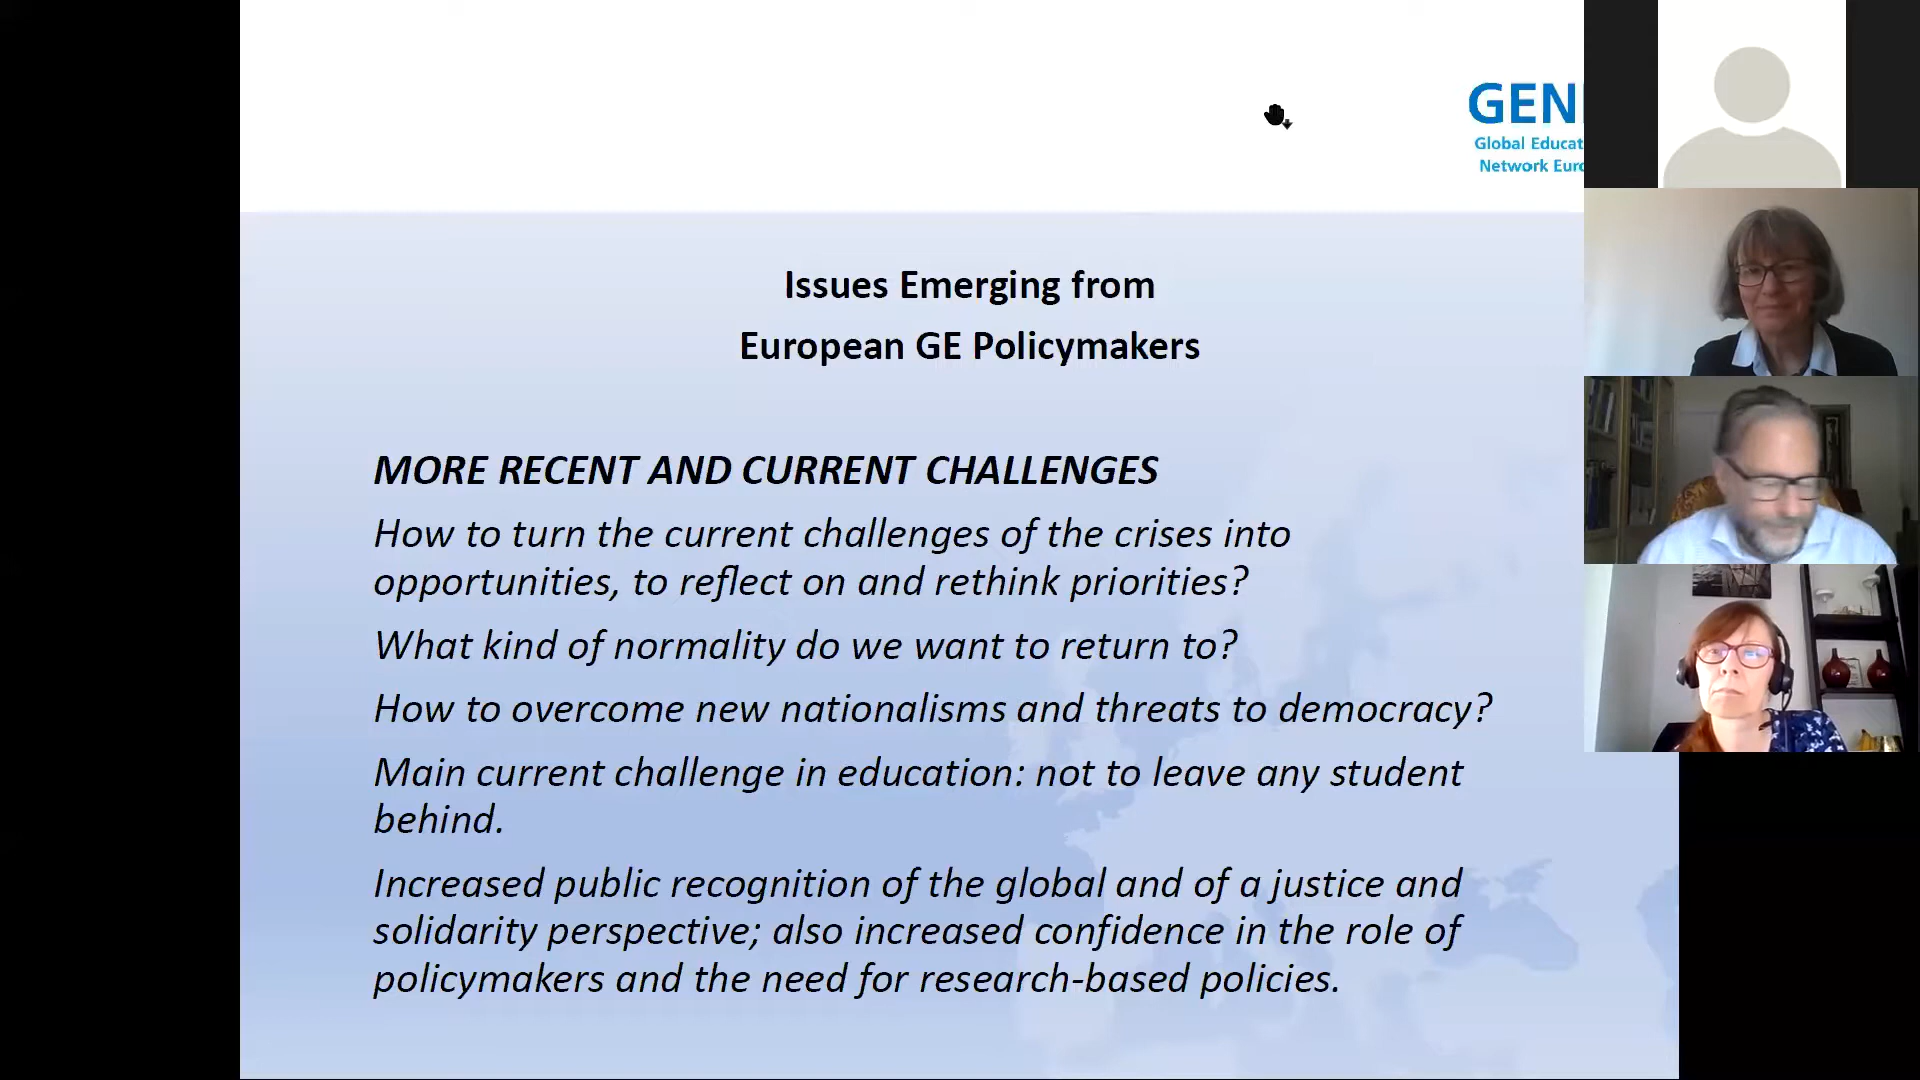 GEN
Global Educat
Network Euro
Issues Emerging from
European GE Policymakers
MORE RECENT AND CURRENT CHALLENGES
How to turn the current challenges of the crises into
opportunities, to reflect on and rethink priorities?
What kind of normality do we want to return to?
How to overcome new nationalisms and threats to democracy?
Main current challenge in education: not to leave any student
behind.
Increased public recognition of the global and of a justice and
solidarity perspective; also increased confidence in the role of
policymakers and the need for research-based policies.